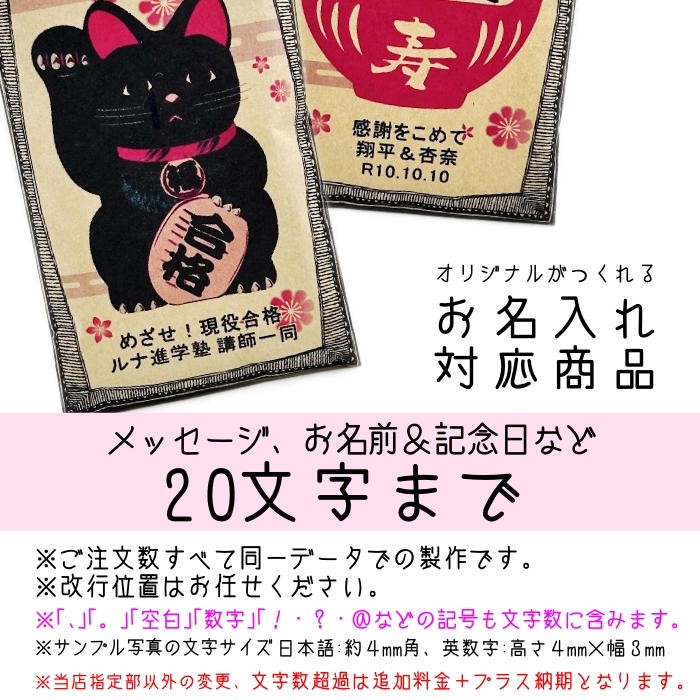 寿
感謝をこめて
翔平&杏奈
R10.10.10
合格
めざせ！現役合格
ルナ進学塾 講師一同
オリジナルがつくれる
お名入れ
対応商品
メッセージ、お名前&記念日など
20文字まで
※ご注文数すべて同一データでの製作です。
※改行位置はお任せください。
※「、」「。」「空白」「数字」「！・？・@などの記号も文字数に含みます。
※サンプル写真の文字サイズ 日本語:約4mm角、英数字:高さ4mm×幅3mm
※当店指定部以外の変更、文字数超過は追加料金+プラス納期となります。